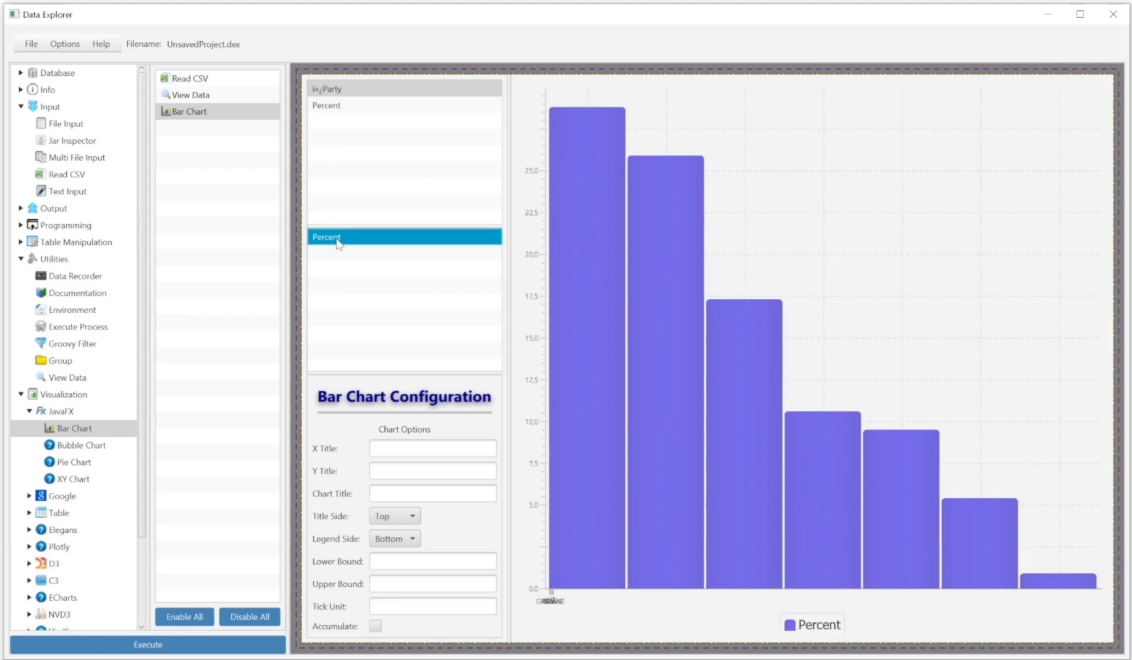 Data Explorer
File Options Help Filename: UnsavedProject.dex
Database
Info
Input
File Input
Jar Inspector
Multi File Input
Read CSV
Text Input
Output
Programming
Table Manipulation
Utilities
Data Recorder
Documentation
Environment
Execute Process
Groovy Filter
Group
View Data
Visualization
FX JavaFX
Bar Chart
Bubble Chart
Pie Chart
XY Chart
Google
Table
Elegans
Plotly
D3
C3
ECharts
NVD3
Read CSV
View Data
Bar Chart
Enable All
Disable All
Execute
ï»¿Party
Percent
Percent
Bar Chart Configuration
Chart Options
X Title:
Y Title:
Chart Title:
Title Side: Top
Legend Side: Bottom
Lower Bound:
Upper Bound:
Tick Unit:
Accumulate:
25,0
22,5
20,0
17,5
15,0
12,5
10,0
7,5
5,0
0,0
Percent